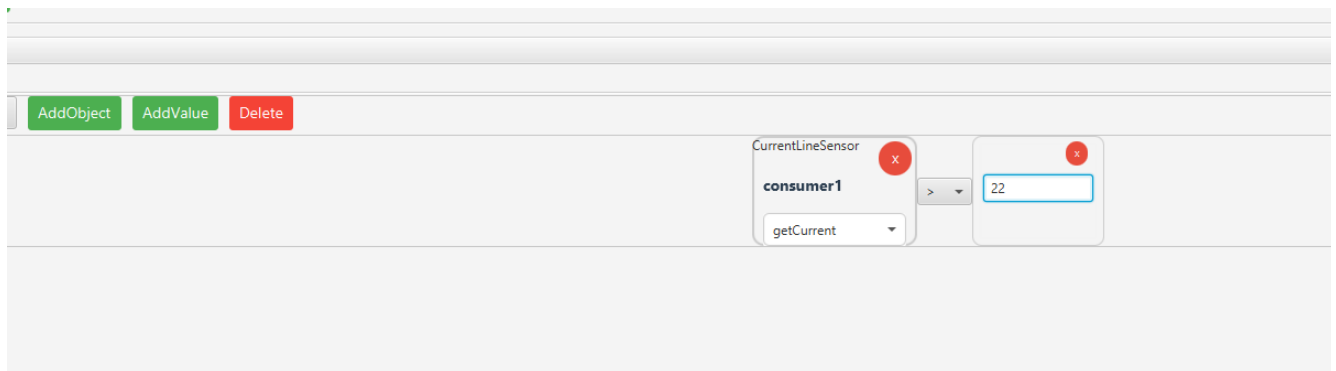 AddObject AddValue Delete
CurrentLineSensor
x
x
consumer1
>
22
getCurrent